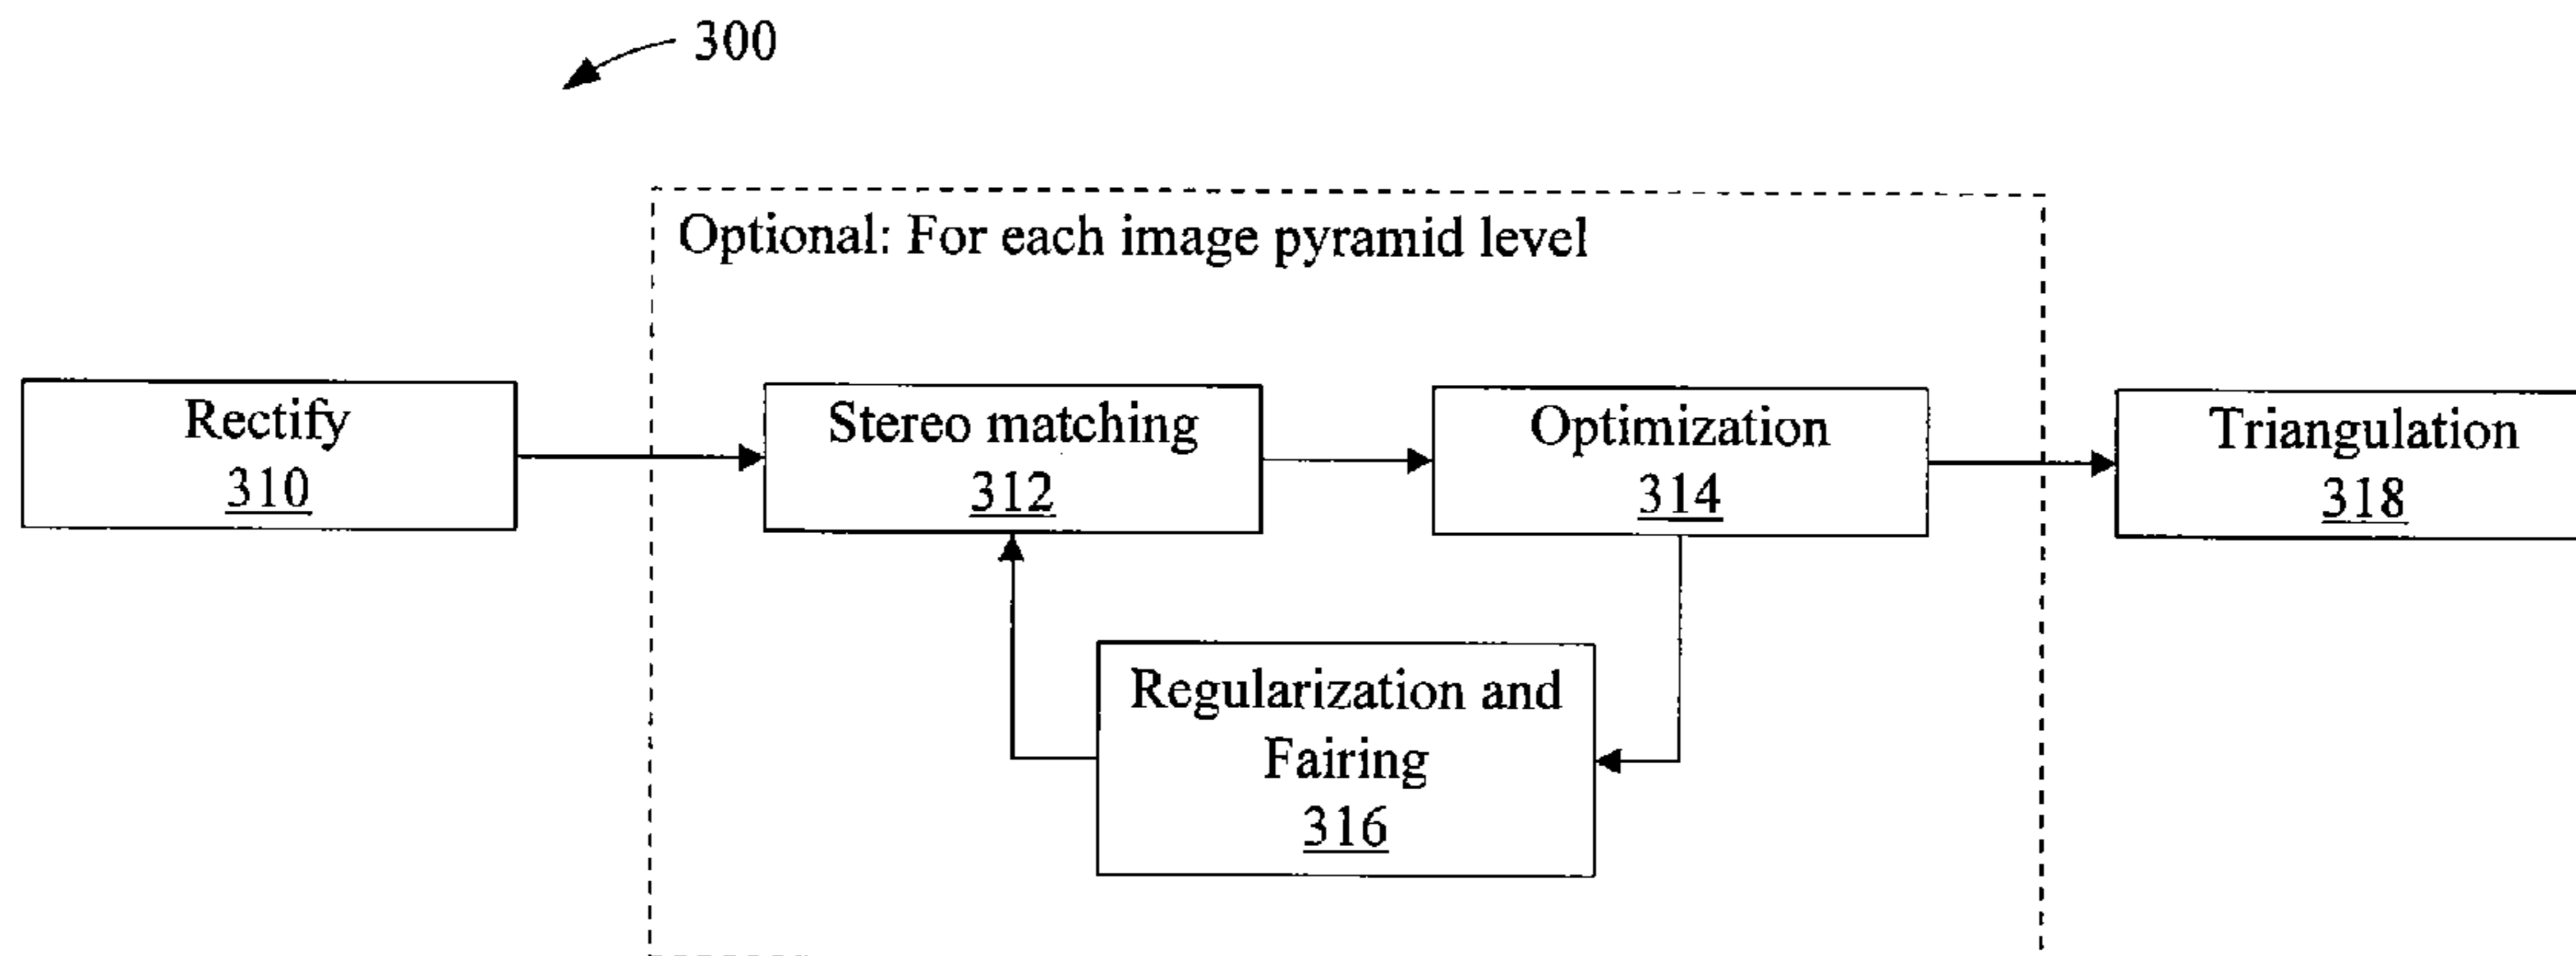 300
Optional: For each image pyramid level
Rectify
310
Stereo matching
312
Optimization
314
Triangulation
318
Regularization and
Fairing
316